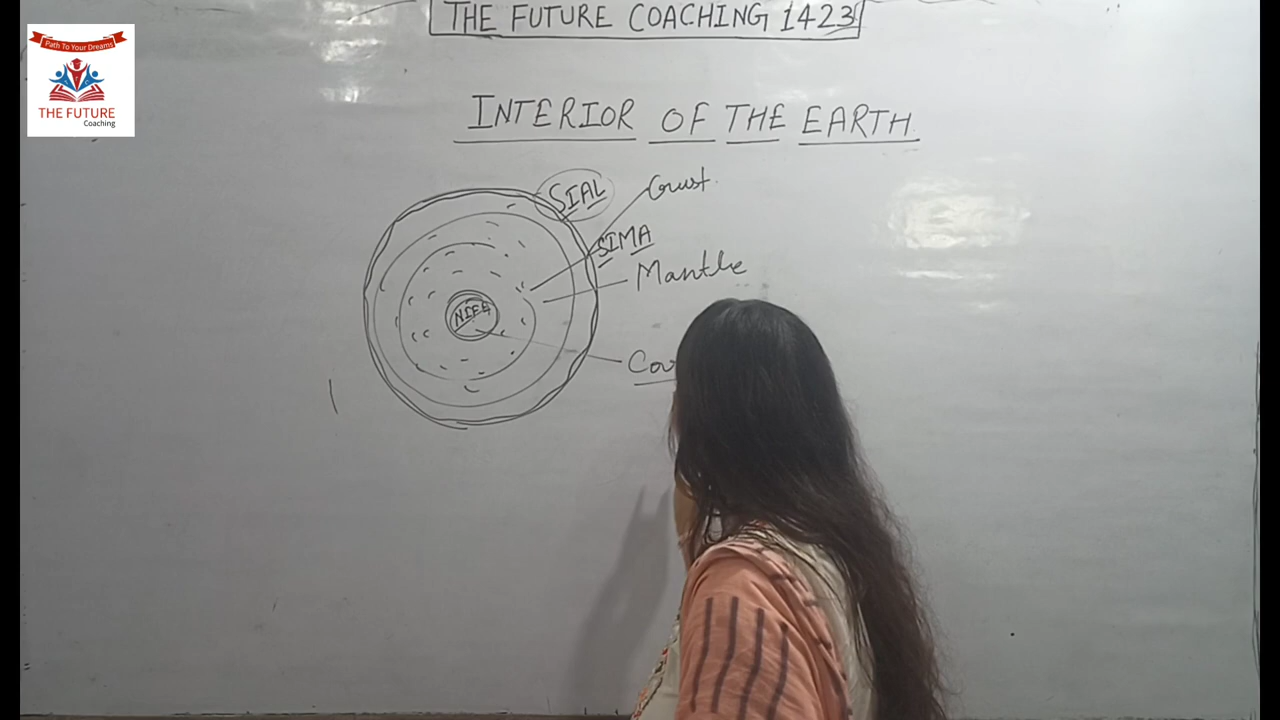 THE FUTURE COACHING 1423
Path To Your Dreams
THE FUTURE
Coaching
INTERIOR OF THE EARTH
SIAL
Crust
SIMA
Mantle
NIFE